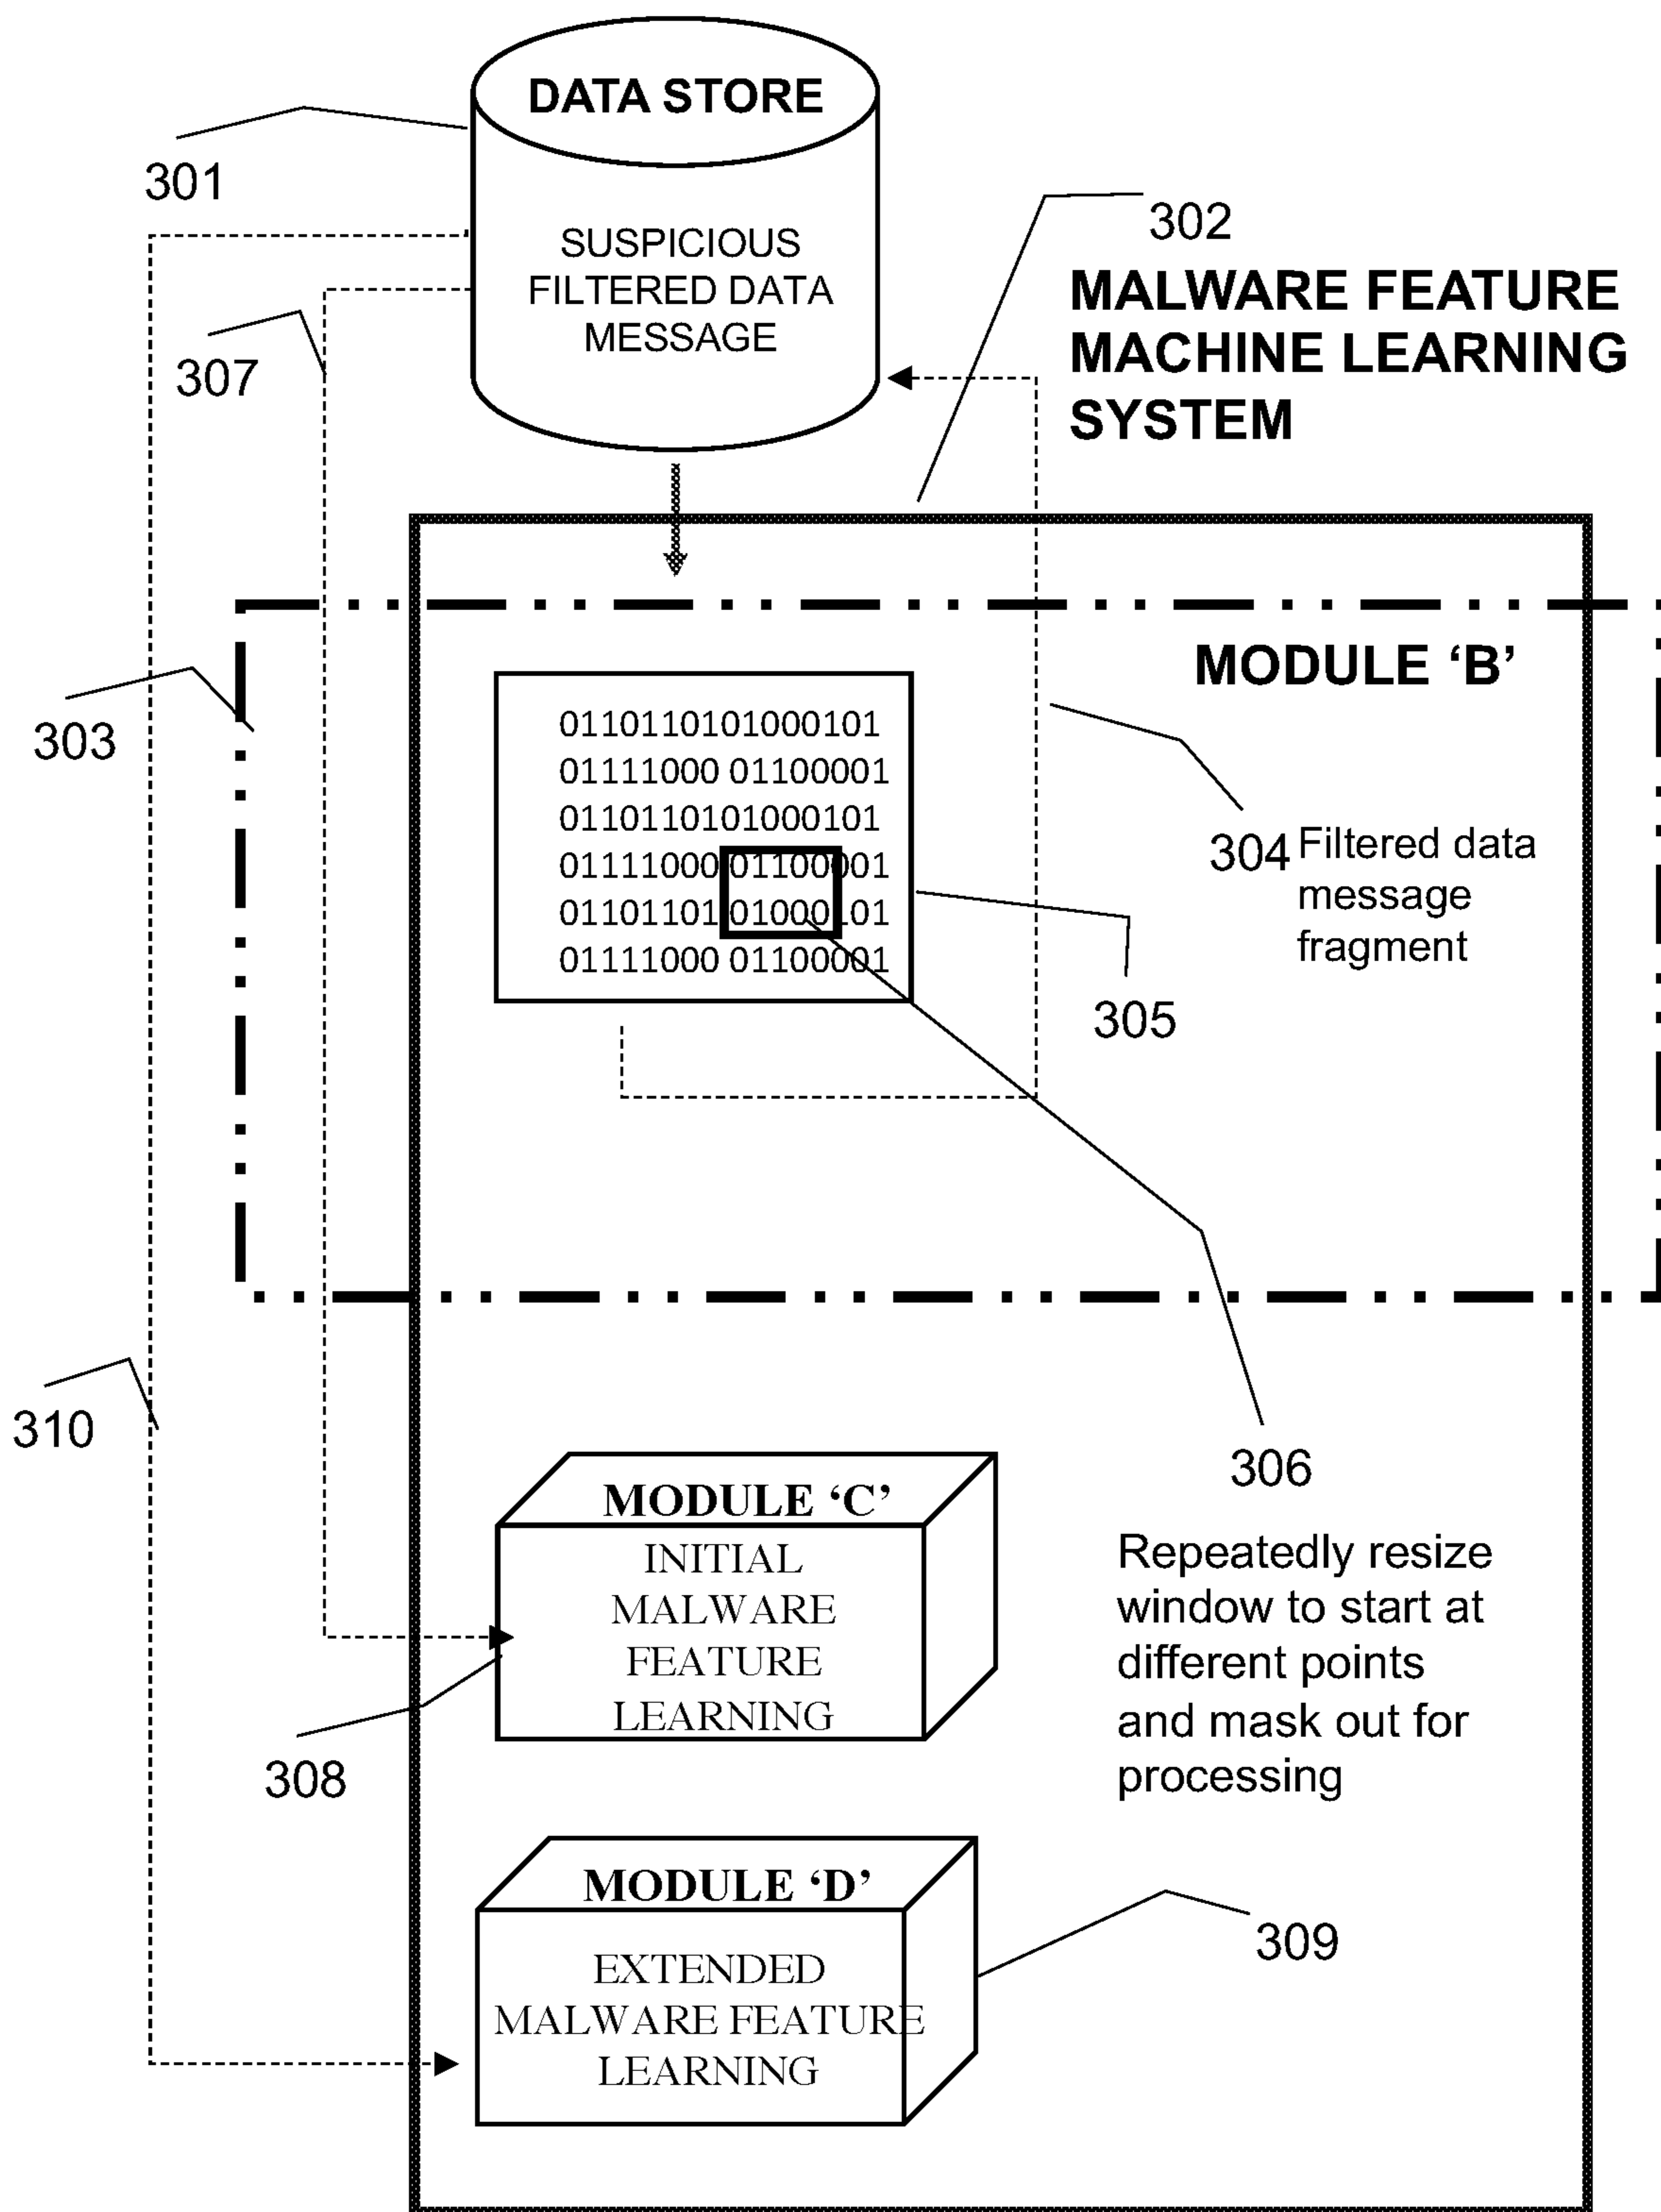 DATA STORE
SUSPICIOUS
FILTERED DATA
MESSAGE
301
302
MALWARE FEATURE
MACHINE LEARNING
SYSTEM
307
MODULE ‘B’
303
0110110101000101
01111000 01100001
0110110101000101
01111000 01100001
01101101 01000101
01111000 01100001
304 Filtered data
message
fragment
305
310
306
Repeatedly resize
window to start at
different points
and mask out for
processing
MODULE ‘C’
INITIAL
MALWARE
FEATURE
LEARNING
308
MODULE ‘D’
EXTENDED
MALWARE FEATURE
LEARNING
309